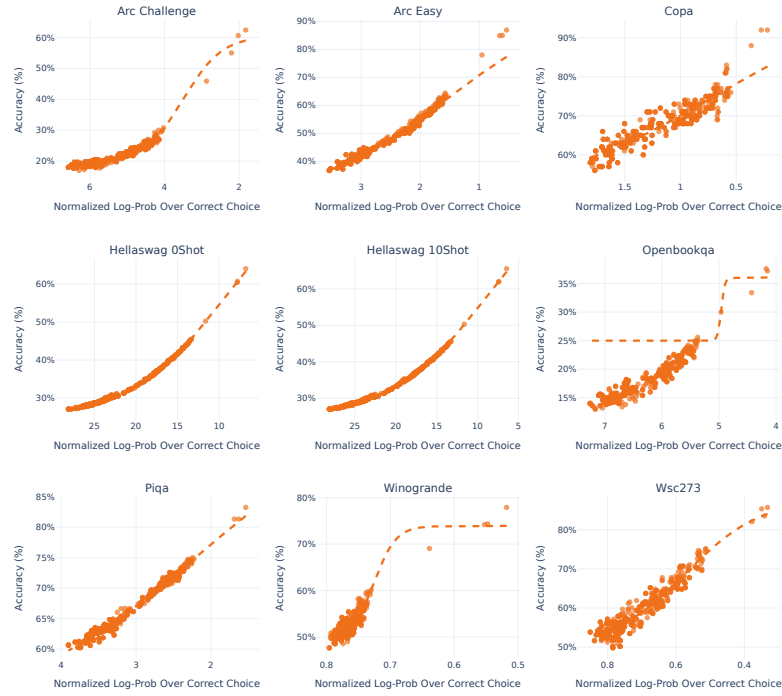 Arc Challenge
Arc Easy
Copa
60%
50%
40%
30%
20%
Accuracy (%)
6
4
2
Normalized Log-Prob Over Correct Choice
90%
80%
70%
60%
50%
40%
Accuracy (%)
3
2
1
Normalized Log-Prob Over Correct Choice
90%
80%
70%
60%
Accuracy (%)
1.5
1
0.5
Normalized Log-Prob Over Correct Choice
Hellaswag 0Shot
Hellaswag 10Shot
Openbookqa
60%
50%
40%
30%
Accuracy (%)
25
20
15
10
Normalized Log-Prob Over Correct Choice
60%
50%
40%
30%
Accuracy (%)
25
20
15
10
5
Normalized Log-Prob Over Correct Choice
35%
30%
25%
20%
15%
Accuracy (%)
7
6
5
4
Normalized Log-Prob Over Correct Choice
Piqa
Winogrande
Wsc273
85%
80%
75%
70%
65%
60%
Accuracy (%)
4
3
2
Normalized Log-Prob Over Correct Choice
80%
70%
60%
50%
Accuracy (%)
0.8
0.7
0.6
0.5
Normalized Log-Prob Over Correct Choice
80%
70%
60%
50%
Accuracy (%)
0.8
0.6
0.4
Normalized Log-Prob Over Correct Choice